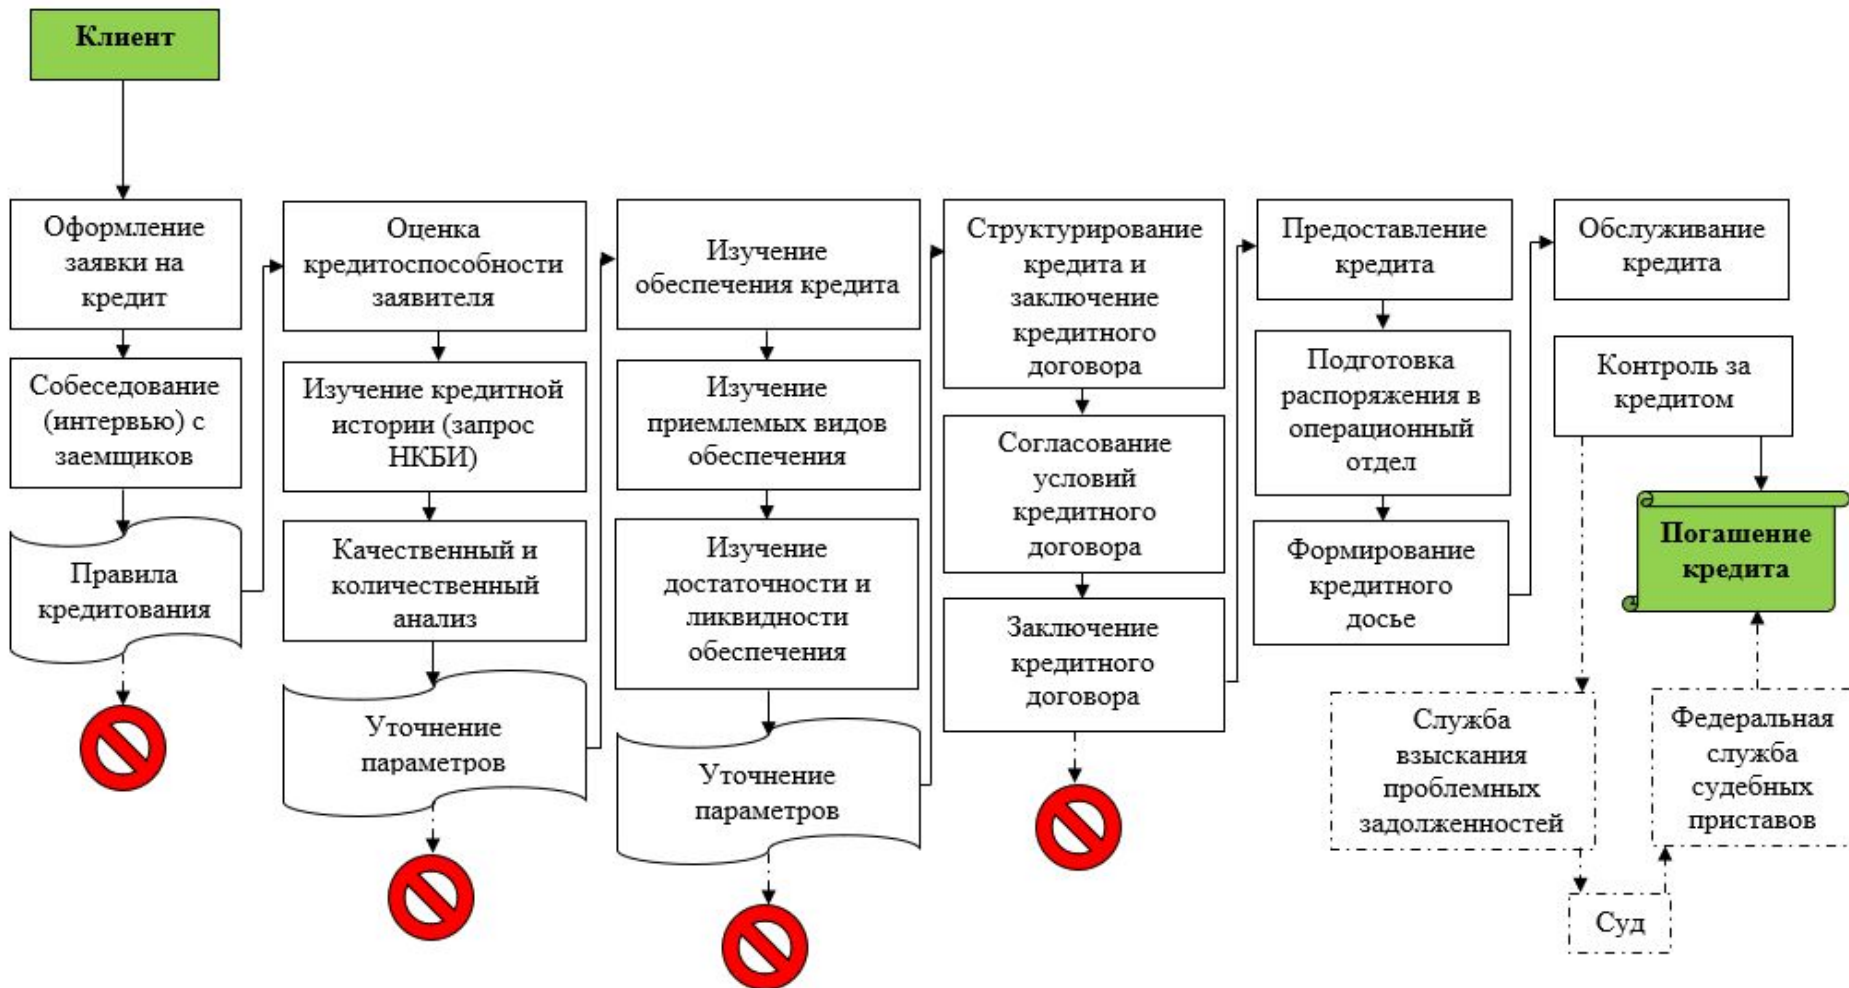 Клиент
Оформление
заявки на
кредит
Собеседование
(интервью) с
заемщиков
Правила
кредитования
Оценка
кредитоспособности
заявителя
Изучение кредитной
истории (запрос
НКБИ)
Качественный и
количественный
анализ
Уточнение
параметров
Изучение
обеспечения кредита
Изучение
приемлемых видов
обеспечения
Изучение
достаточности и
ликвидности
обеспечения
Уточнение
параметров
Структурирование
кредита и
заключение
кредитного
договора
Согласование
условий
кредитного
договора
Заключение
кредитного
договора
Предоставление
кредита
Подготовка
распоряжения в
операционный
отдел
Формирование
кредитного
досье
Обслуживание
кредита
Контроль за
кредитом
Погашение
кредита
Служба
взыскания
проблемных
задолженностей
Суд
Федеральная
служба
судебных
приставов